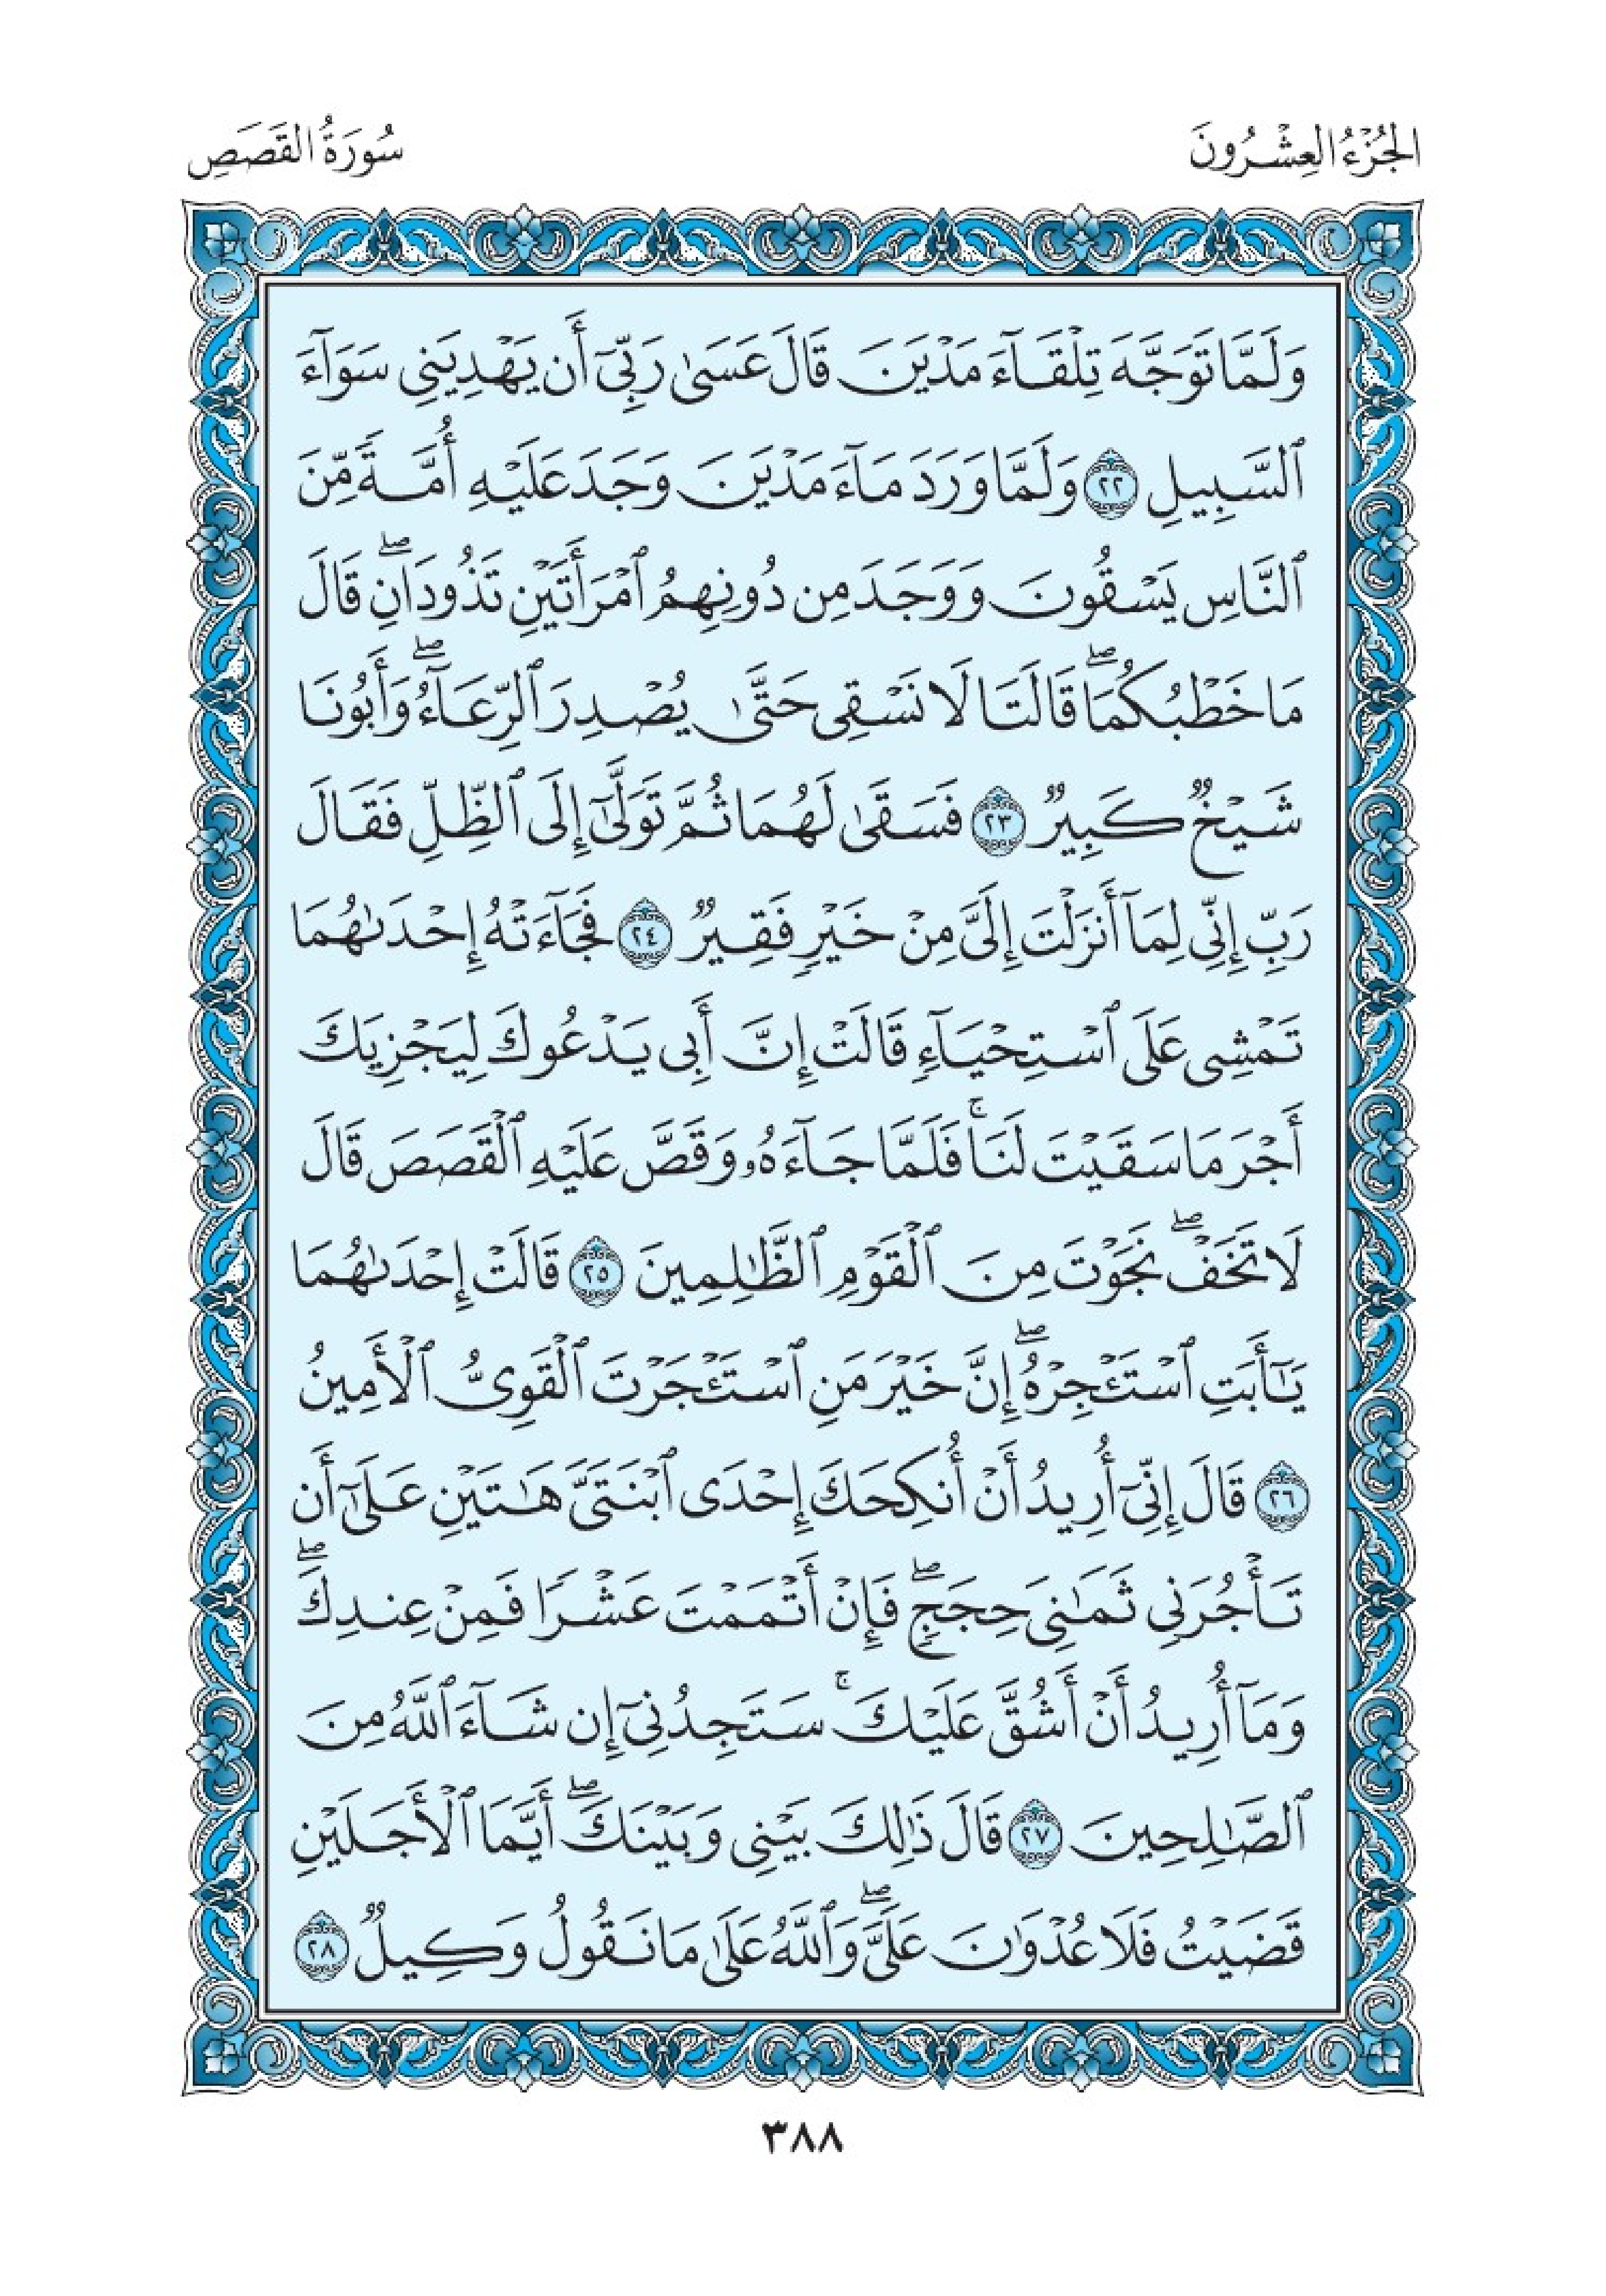 الجُزْءُ العِشْرُونَ
سُورَةُ القَصَصِ
وَلَمَّا تَوَجَّهَ تِلْقَآءَ مَدْيَنَ قَالَ عَسَىٰ رَبِّىٓ أَن يَهْدِيَنِى سَوَآءَ
ٱلسَّبِيلِ ٢٢ وَلَمَّا وَرَدَ مَآءَ مَدْيَنَ وَجَدَ عَلَيْهِ أُمَّةً مِّنَ
ٱلنَّاسِ يَسْقُونَ وَوَجَدَ مِن دُونِهِمُ ٱمْرَأَتَيْنِ تَذُودَانِ ۖ قَالَ
مَا خَطْبُكُمَا ۖ قَالَتَا لَا نَسْقِى حَتَّىٰ يُصْدِرَ ٱلرِّعَآءُ ۖ وَأَبُونَا
شَيْخٌ كَبِيرٌ ٢٣ فَسَقَىٰ لَهُمَا ثُمَّ تَوَلَّىٰٓ إِلَى ٱلظِّلِّ فَقَالَ
رَبِّ إِنِّى لِمَآ أَنزَلْتَ إِلَىَّ مِنْ خَيْرٍ فَقِيرٌ ٢٤ فَجَآءَتْهُ إِحْدَىٰهُمَا
تَمْشِى عَلَى ٱسْتِحْيَآءٍ قَالَتْ إِنَّ أَبِى يَدْعُوكَ لِيَجْزِيَكَ
أَجْرَ مَا سَقَيْتَ لَنَا ۚ فَلَمَّا جَآءَهُۥ وَقَصَّ عَلَيْهِ ٱلْقَصَصَ قَالَ
لَا تَخَفْ ۖ نَجَوْتَ مِنَ ٱلْقَوْمِ ٱلظَّٰلِمِينَ ٢٥ قَالَتْ إِحْدَىٰهُمَا
يَٰٓأَبَتِ ٱسْتَـْٔجِرْهُ ۖ إِنَّ خَيْرَ مَنِ ٱسْتَـْٔجَرْتَ ٱلْقَوِىُّ ٱلْأَمِينُ
٢٦ قَالَ إِنِّىٓ أُرِيدُ أَنْ أُنكِحَكَ إِحْدَى ٱبْنَتَىَّ هَٰتَيْنِ عَلَىٰٓ أَن
تَأْجُرَنِى ثَمَٰنِىَ حِجَجٍ ۖ فَإِنْ أَتْمَمْتَ عَشْرًا فَمِنْ عِندِكَ ۖ
وَمَآ أُرِيدُ أَنْ أَشُقَّ عَلَيْكَ ۚ سَتَجِدُنِىٓ إِن شَآءَ ٱللَّهُ مِنَ
ٱلصَّٰلِحِينَ ٢٧ قَالَ ذَٰلِكَ بَيْنِى وَبَيْنَكَ ۖ أَيَّمَا ٱلْأَجَلَيْنِ
قَضَيْتُ فَلَا عُدْوَٰنَ عَلَىَّ ۖ وَٱللَّهُ عَلَىٰ مَا نَقُولُ وَكِيلٌ ٢٨
٣٨٨